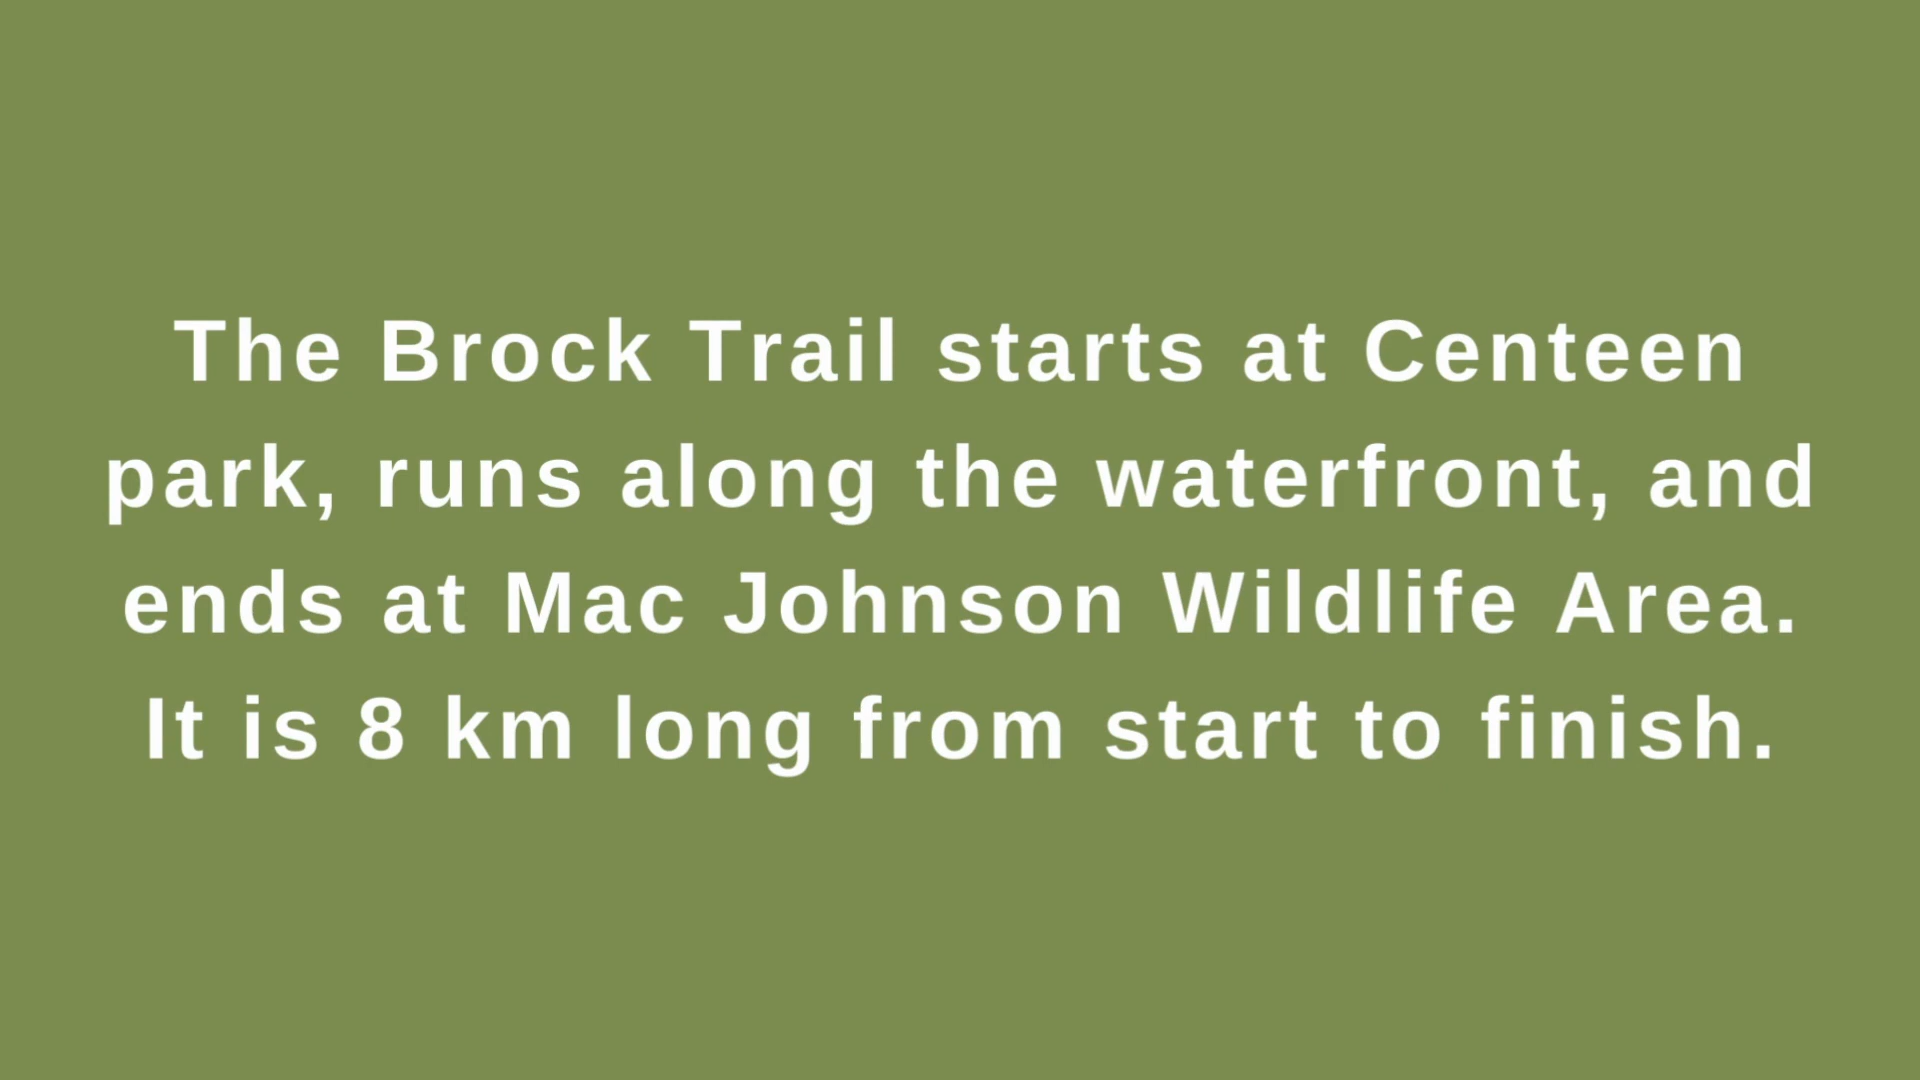 The Brock Trail starts at Centeen
park, runs along the waterfront, and
ends at Mac Johnson Wildlife Area.
It is 8 km long from start to finish.